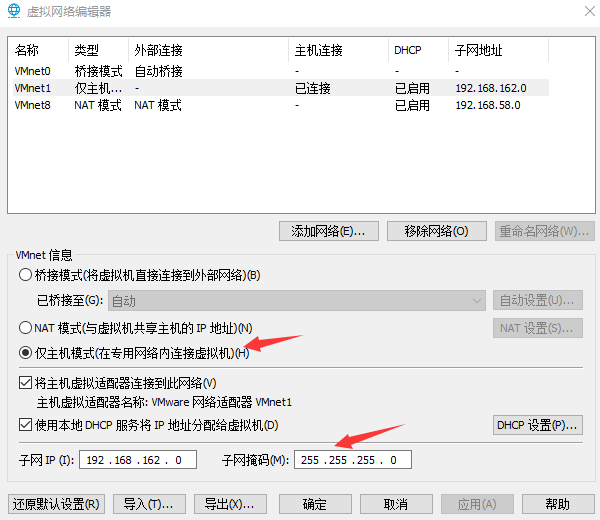 虚拟网络编辑器
名称 类型 外部连接 主机连接 DHCP 子网地址
VMnet0 桥接模式 自动桥接 - - -
VMnet1 仅主机... - 已连接 已启用 192.168.162.0
VMnet8 NAT 模式 NAT 模式 - 已启用 192.168.58.0
添加网络(E)... 移除网络(O) 重命名网络(W)...
VMnet 信息
桥接模式(将虚拟机直接连接到外部网络)(B)
已桥接至(G): 自动 自动设置(U)...
NAT 模式(与虚拟机共享主机的 IP 地址)(N) NAT 设置(S)...
仅主机模式(在专用网络内连接虚拟机)(H)
将主机虚拟适配器连接到此网络(V)
主机虚拟适配器名称: VMware 网络适配器 VMnet1
使用本地 DHCP 服务将 IP 地址分配给虚拟机(D) DHCP 设置(P)...
子网 IP (I): 192 .168 .162 . 0 子网掩码(M): 255 .255 .255 . 0
还原默认设置(R) 导入(T)... 导出(X)... 确定 取消 应用(A) 帮助